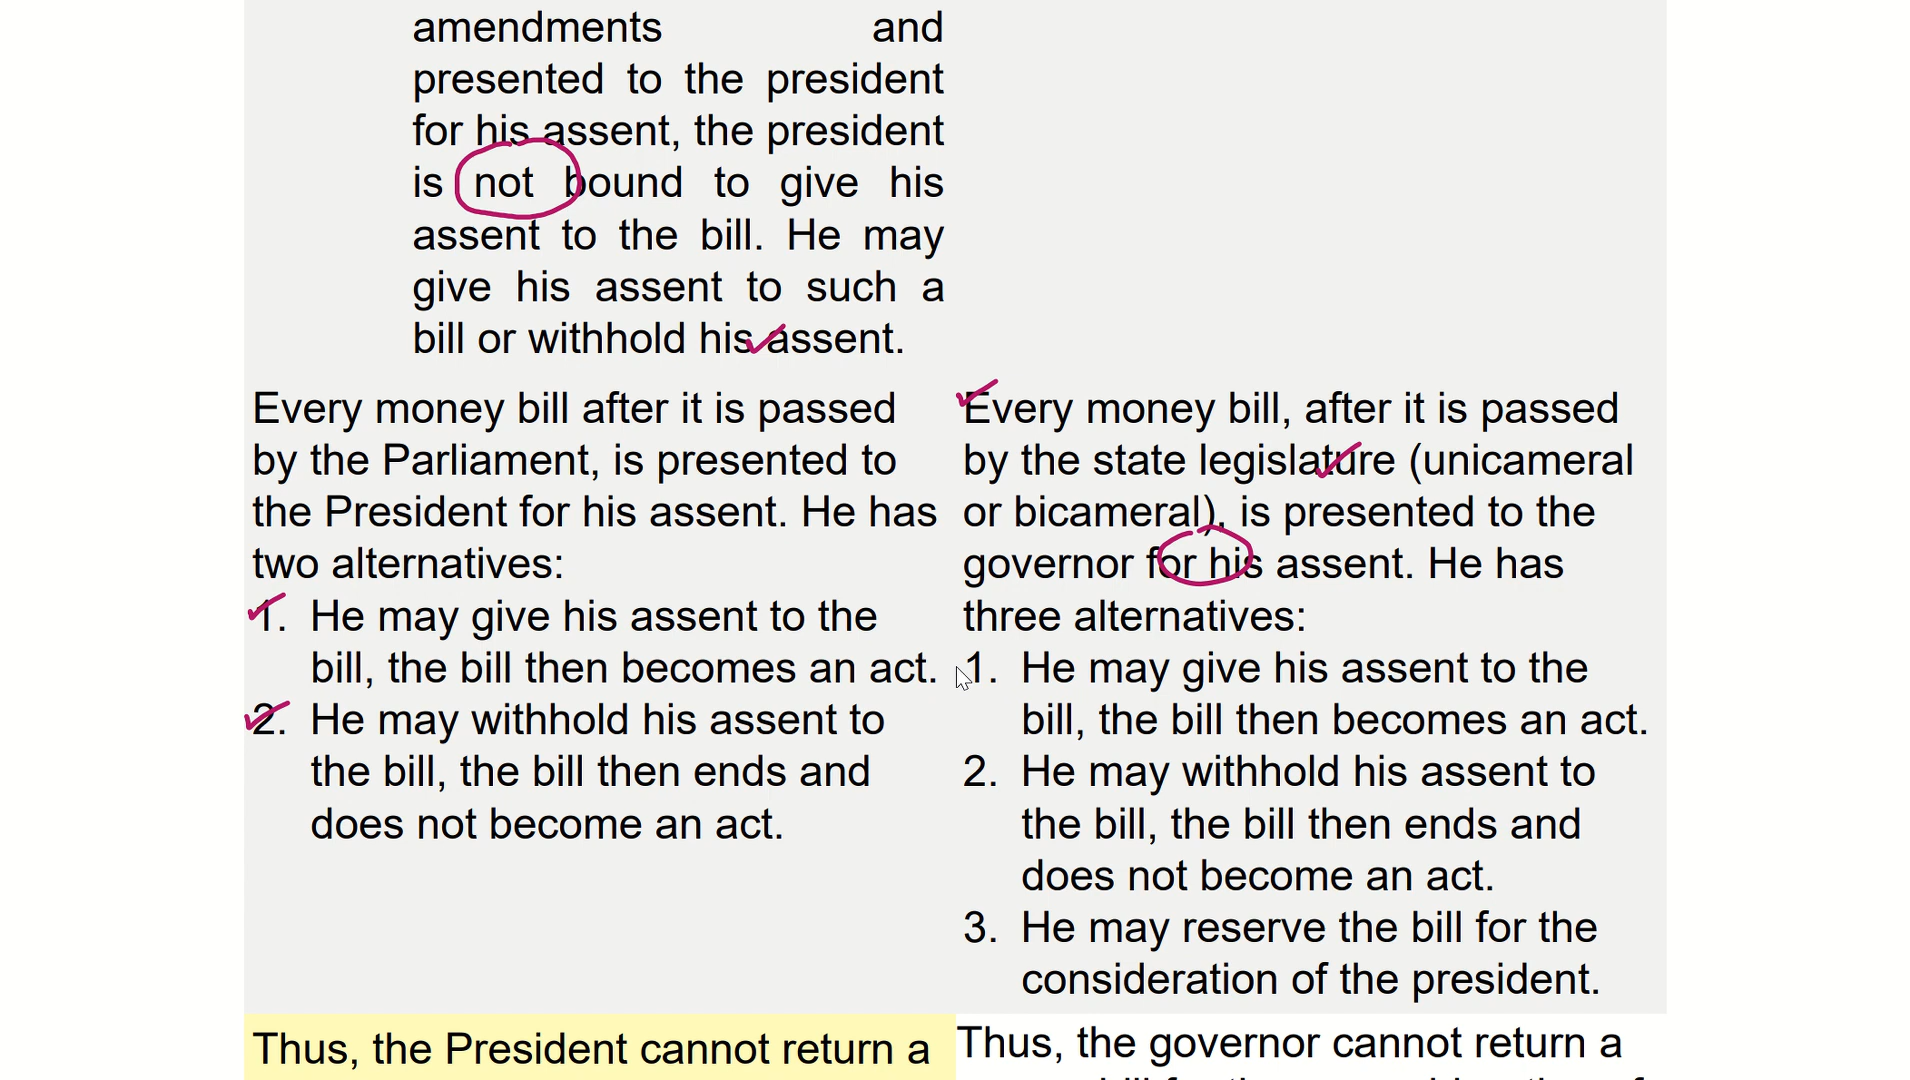 amendments and
presented to the president
for his assent, the president
is not bound to give his
assent to the bill. He may
give his assent to such a
bill or withhold his assent.
Every money bill after it is passed
by the Parliament, is presented to
the President for his assent. He has
two alternatives:
1. He may give his assent to the
bill, the bill then becomes an act.
2. He may withhold his assent to
the bill, the bill then ends and
does not become an act.
Every money bill, after it is passed
by the state legislature (unicameral
or bicameral), is presented to the
governor for his assent. He has
three alternatives:
1. He may give his assent to the
bill, the bill then becomes an act.
2. He may withhold his assent to
the bill, the bill then ends and
does not become an act.
3. He may reserve the bill for the
consideration of the president.
Thus, the President cannot return a
Thus, the governor cannot return a